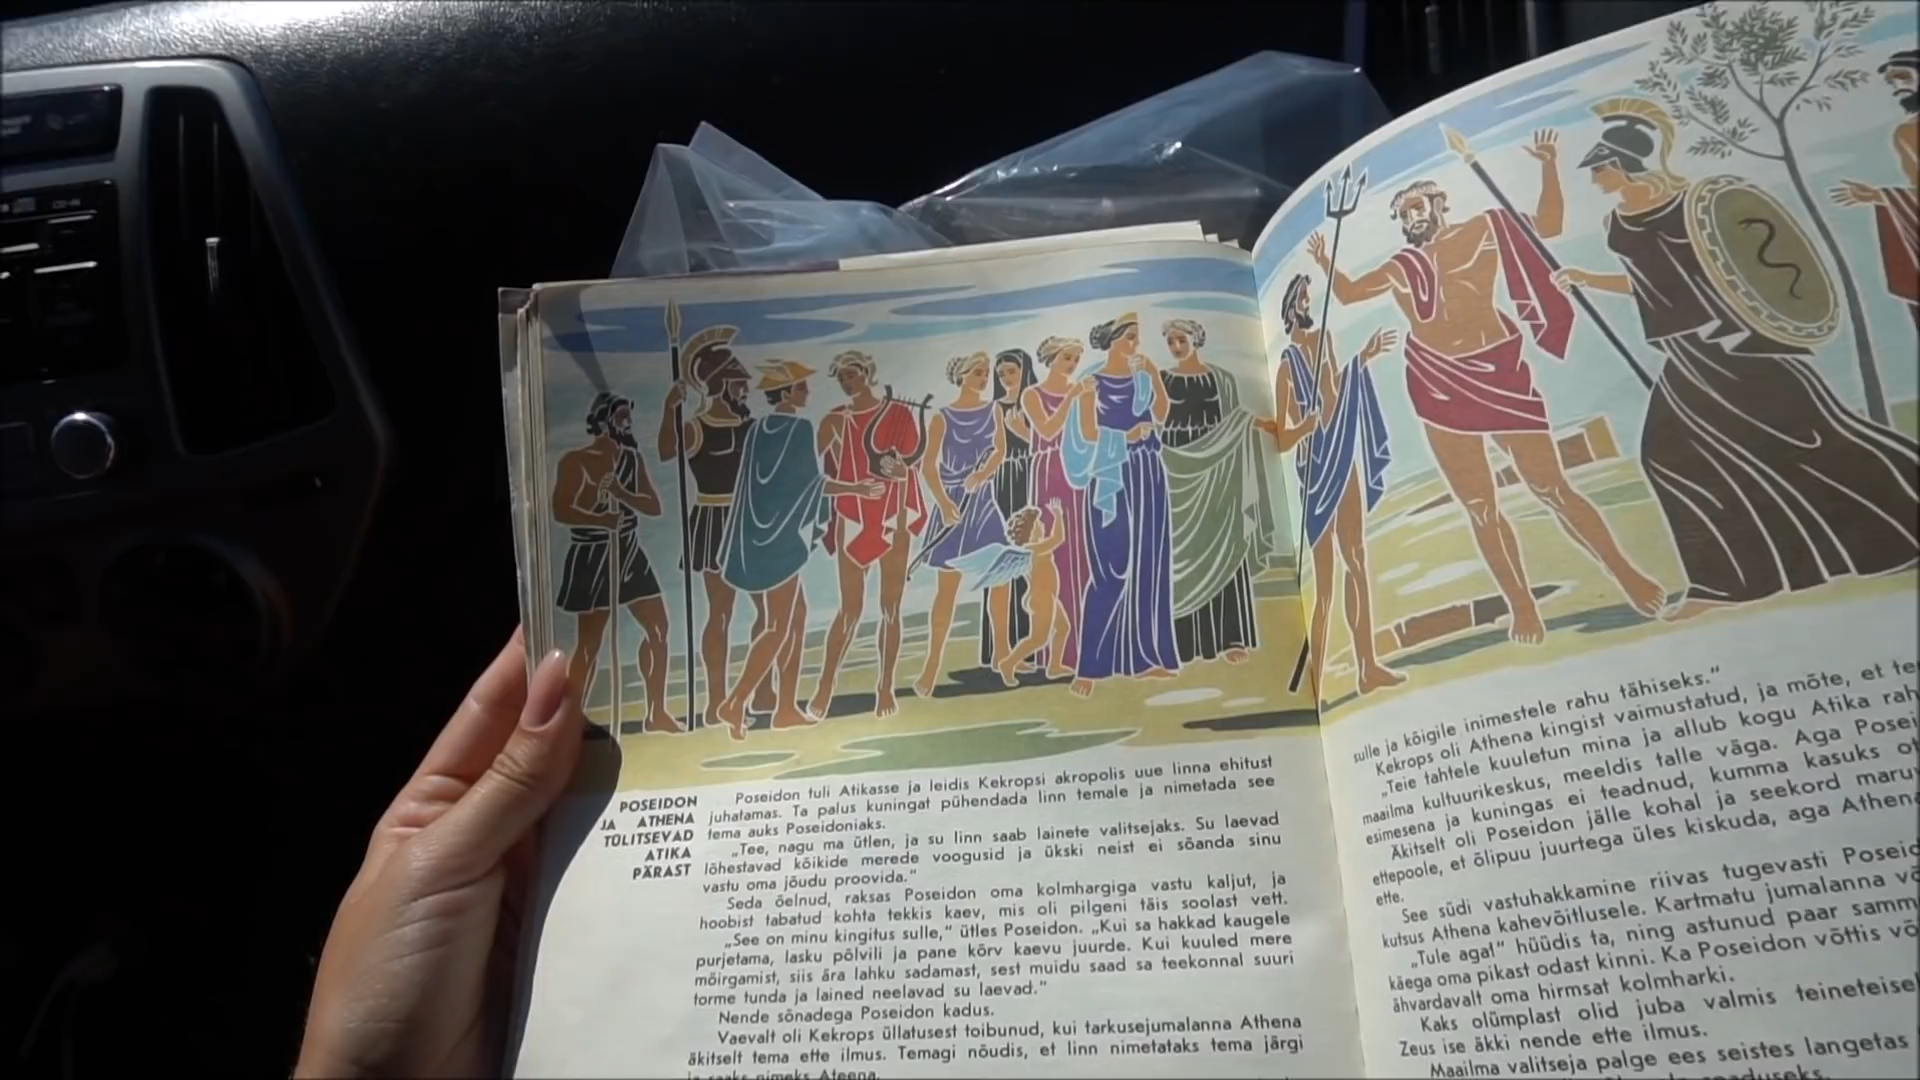 POSEIDON
JA ATHENA
TÜLITSEVAD
ATIKA
PÄRAST
Poseidon tuli Atikasse ja leidis Kekropsi akropolis uue linna ehitust
juhatamas. Ta palus kuningat pühendada linn temale ja nimetada see
tema auks Poseidoniaks.
„Tee, nagu ma ütlen, ja su linn saab lainete valitsejaks. Su laevad
lõhestavad kõikide merede voogusid ja ükski neist ei sõanda sinu
vastu oma jõudu proovida.“
Seda öelnud, raksas Poseidon oma kolmhargiga vastu kaljut, ja
hoobist tabatud kohta tekkis kaev, mis oli pilgeni täis soolast vett.
„See on minu kingitus sulle,“ ütles Poseidon. „Kui sa hakkad kaugele
purjetama, lasku põlvili ja pane kõrv kaevu juurde. Kui kuuled mere
möirgamist, siis ära lahku sadamast, sest muidu saad sa teekonnal suuri
torme tunda ja lained neelavad su laevad.“
Nende sõnadega Poseidon kadus.
Vaevalt oli Kekrops üllatusest toibunud, kui tarkusejumalanna Athena
äkitselt tema ette ilmus. Temagi nõudis, et linn nimetataks tema järgi
ja saaks nimeks Ateena.
sulle ja kõigile inimestele rahu tähiseks.“
Kekrops oli Athena kingist vaimustatud, ja mõte, et
„Teie tahtele kuuletun mina ja allub kogu Atika
maailma kultuurikeskus, meeldis talle väga. Aga
esimesena ja kuningas ei teadnud, kumma kasuks
Äkitselt oli Poseidon jälle kohal ja seekord
ettepoole, et õlipuu juurtega üles kiskuda, aga
ette.
See südi vastuhakkamine riivas tugevasti
kutsus Athena kahevõitlusele. Kartmatu jumalanna
„Tule aga!“ hüüdis ta, ning astunud paar
käega oma pikast odast kinni. Ka Poseidon võttis
ähvardavalt oma hirmsat kolmharki.
Kaks olümplast olid juba valmis
Zeus ise äkki nende ette ilmus.
Maailma valitseja palge ees seistes langetas